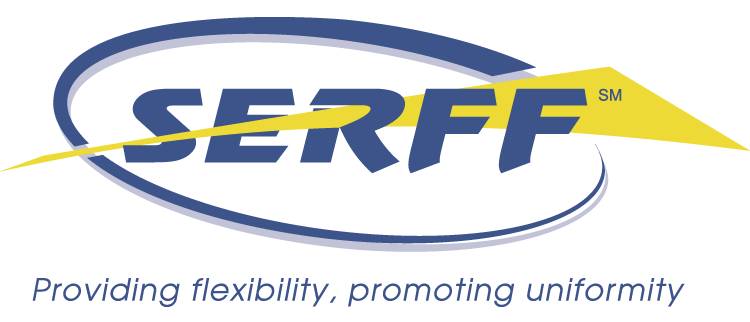 SERFF SM
Providing flexibility, promoting uniformity